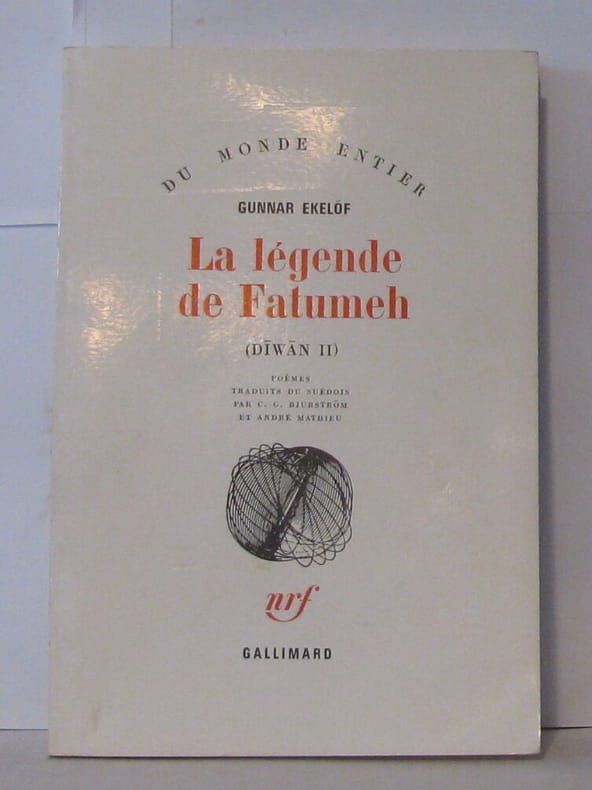 DU MONDE ENTIER
GUNNAR EKELÖF
La légende
de Fatumeh
(DĪWĀN II)
POÈMES
TRADUITS DU SUÉDOIS
PAR C. G. BJURSTRÖM
ET ANDRÉ MATHIEU
nrf
GALLIMARD